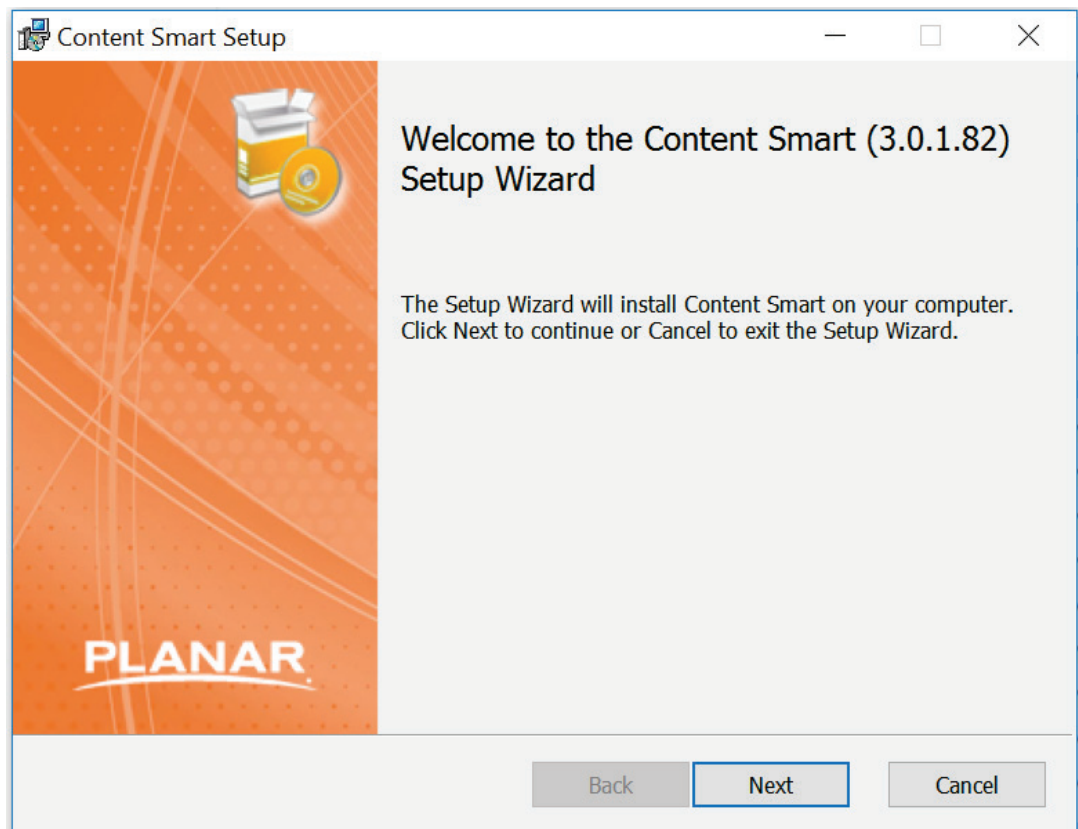 Content Smart Setup
Welcome to the Content Smart (3.0.1.82)
Setup Wizard
The Setup Wizard will install Content Smart on your computer.
Click Next to continue or Cancel to exit the Setup Wizard.
PLANAR
Back Next Cancel